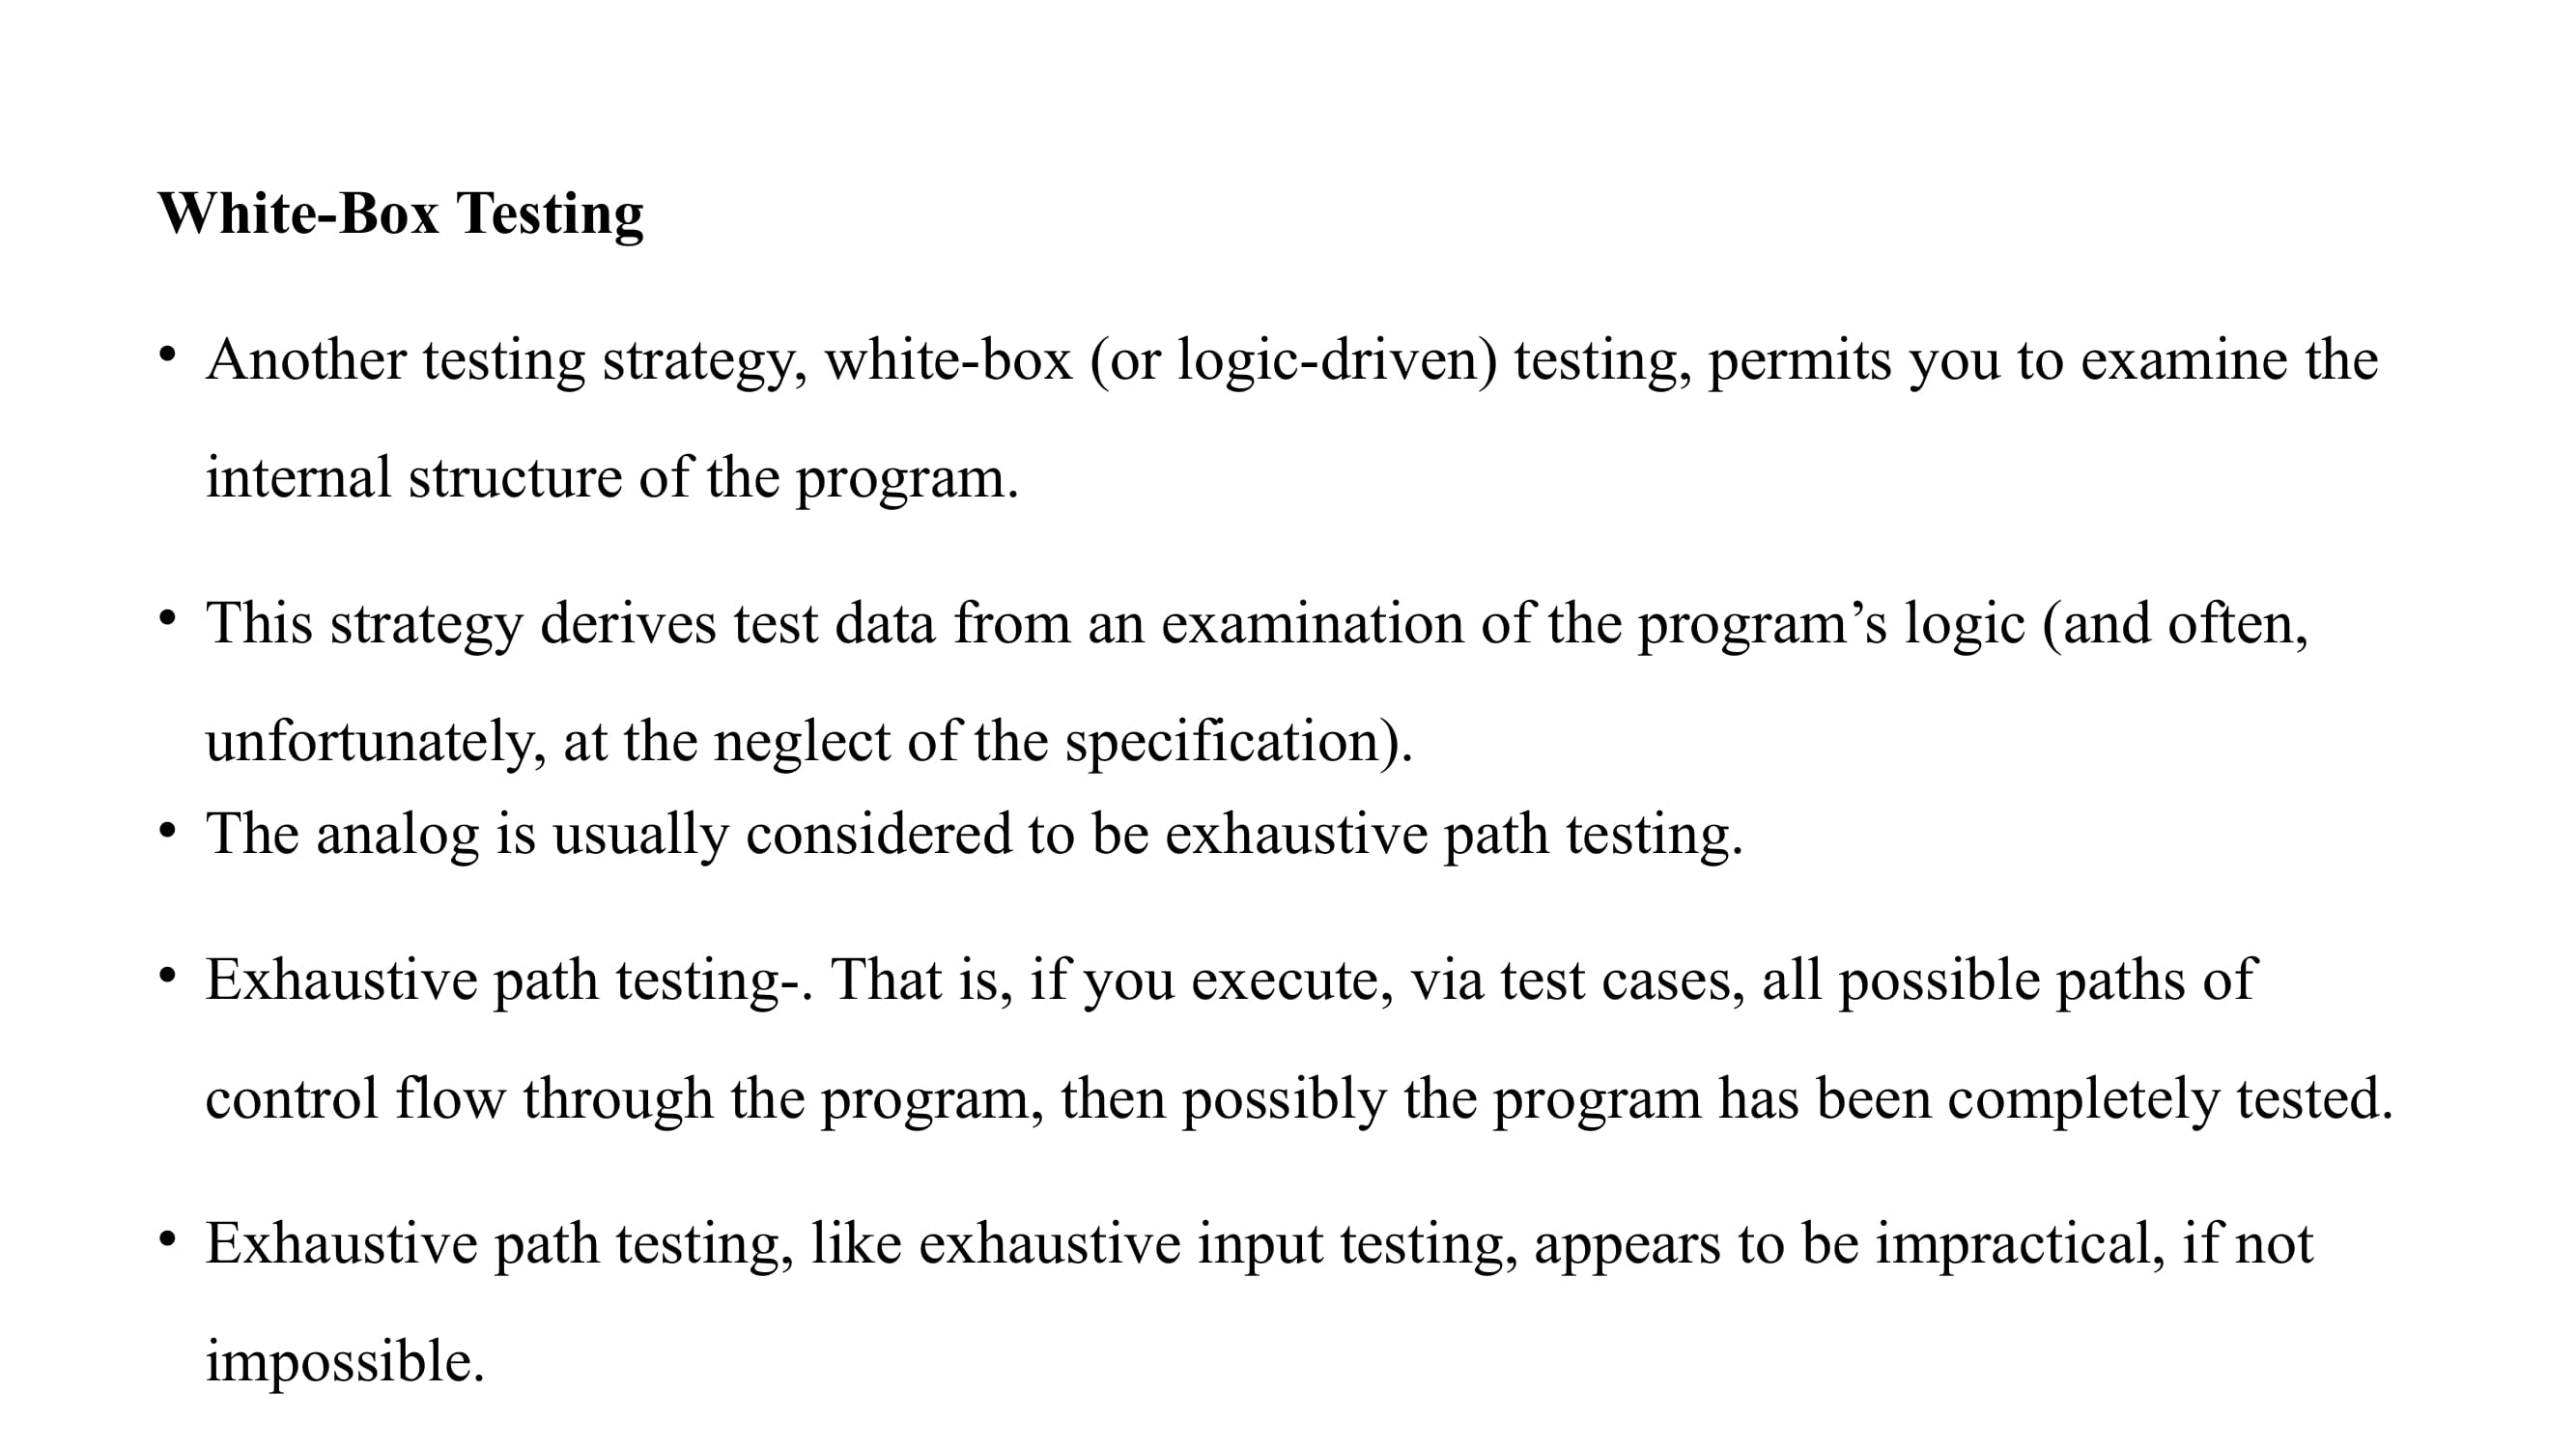 White-Box Testing
• Another testing strategy, white-box (or logic-driven) testing, permits you to examine the
internal structure of the program.
• This strategy derives test data from an examination of the program’s logic (and often,
unfortunately, at the neglect of the specification).
• The analog is usually considered to be exhaustive path testing.
• Exhaustive path testing-. That is, if you execute, via test cases, all possible paths of
control flow through the program, then possibly the program has been completely tested.
• Exhaustive path testing, like exhaustive input testing, appears to be impractical, if not
impossible.